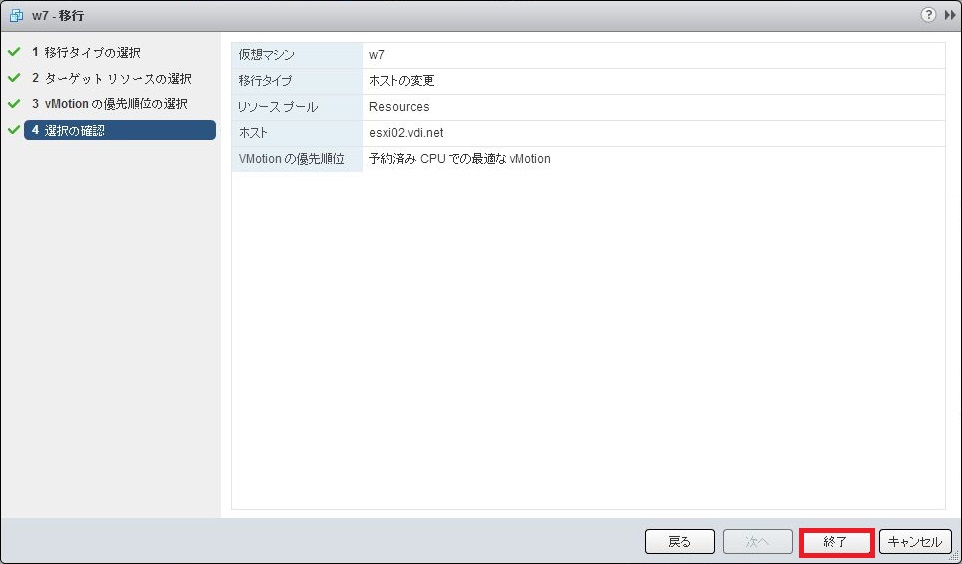 w7 - 移行
?
1 移行タイプの選択
2 ターゲット リソースの選択
3 vMotion の優先順位の選択
4 選択の確認
仮想マシン w7
移行タイプ ホストの変更
リソース プール Resources
ホスト esxi02.vdi.net
VMotion の優先順位 予約済み CPU での最適な vMotion
戻る 次へ 終了 キャンセル